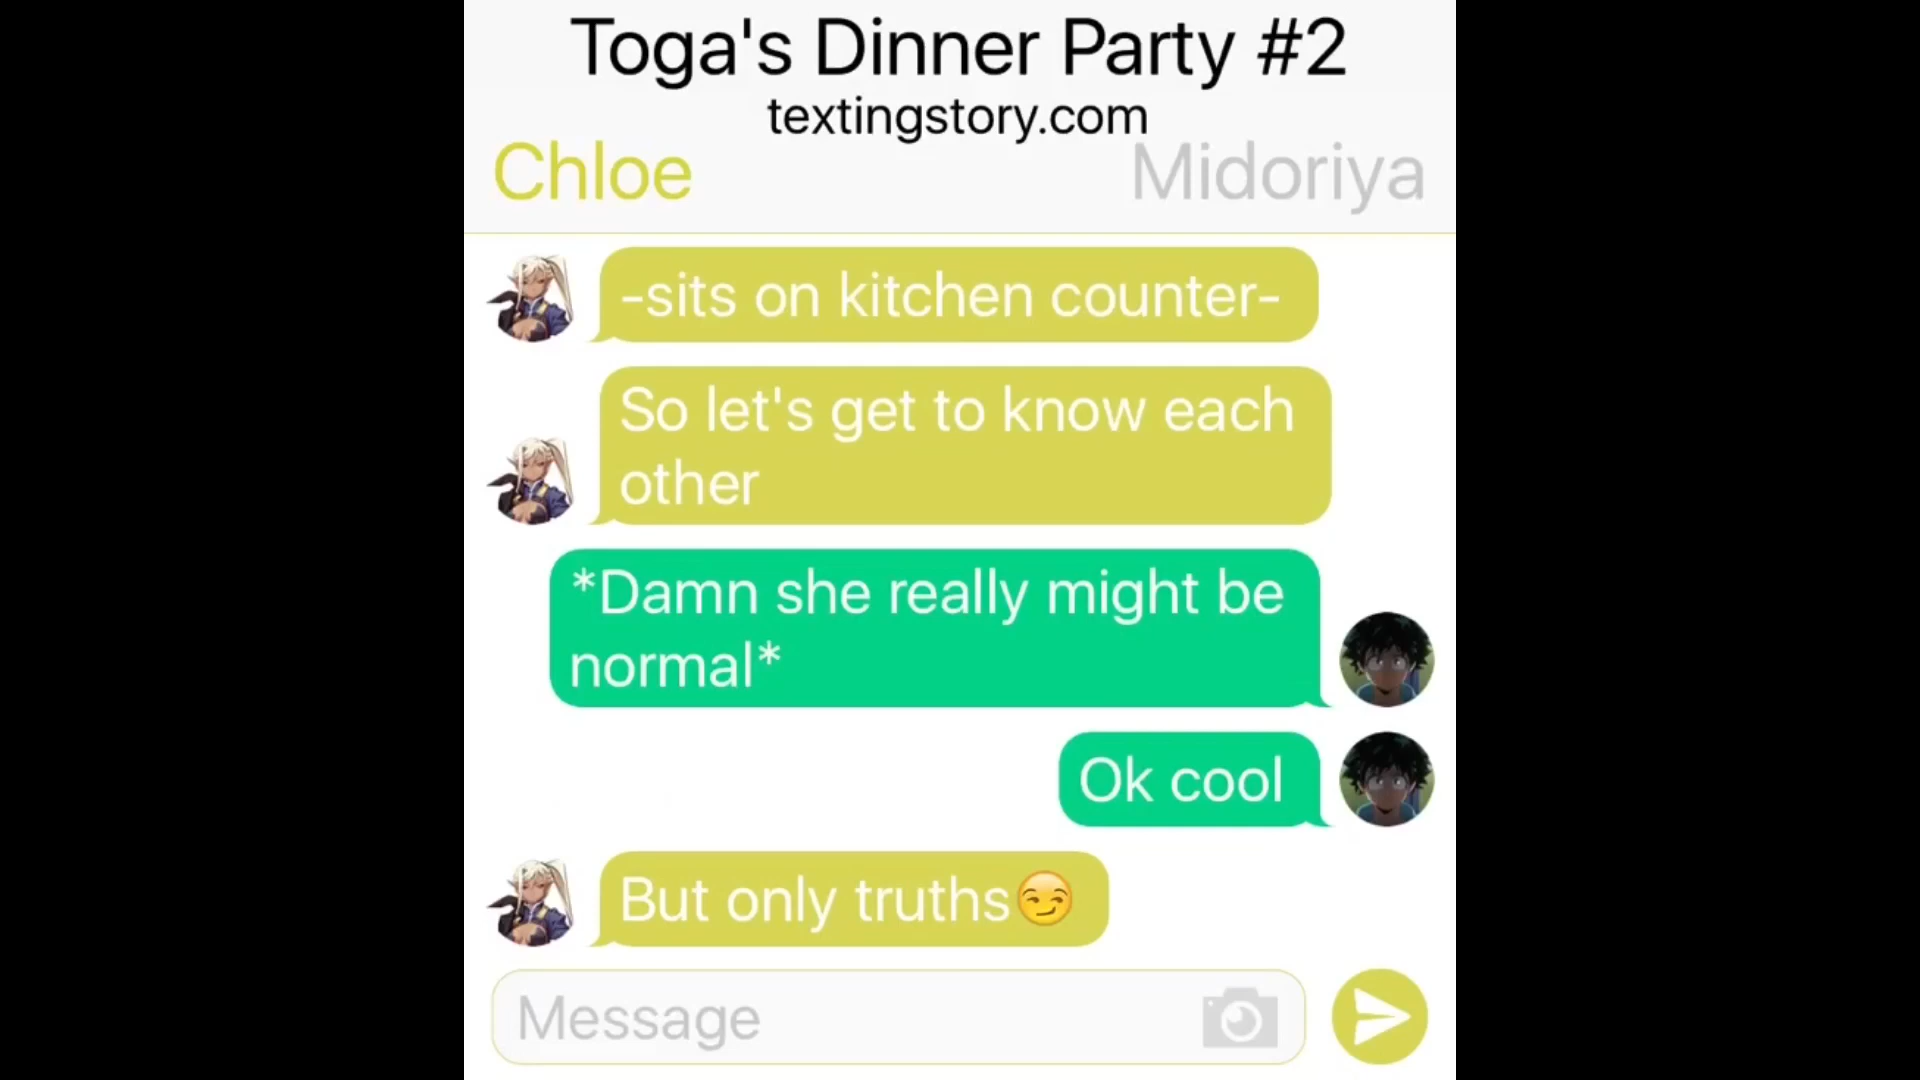 Toga's Dinner Party #2
textingstory.com
Chloe
Midoriya
-sits on kitchen counter-
So let's get to know each
other
*Damn she really might be
normal*
Ok cool
But only truths😏
Message